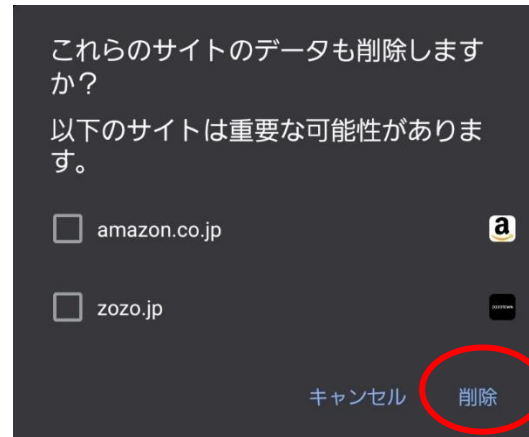 これらのサイトのデータも削除します
か？
以下のサイトは重要な可能性がありま
す。
amazon.co.jp
a
zozo.jp
ZOZOTOWN
キャンセル
削除